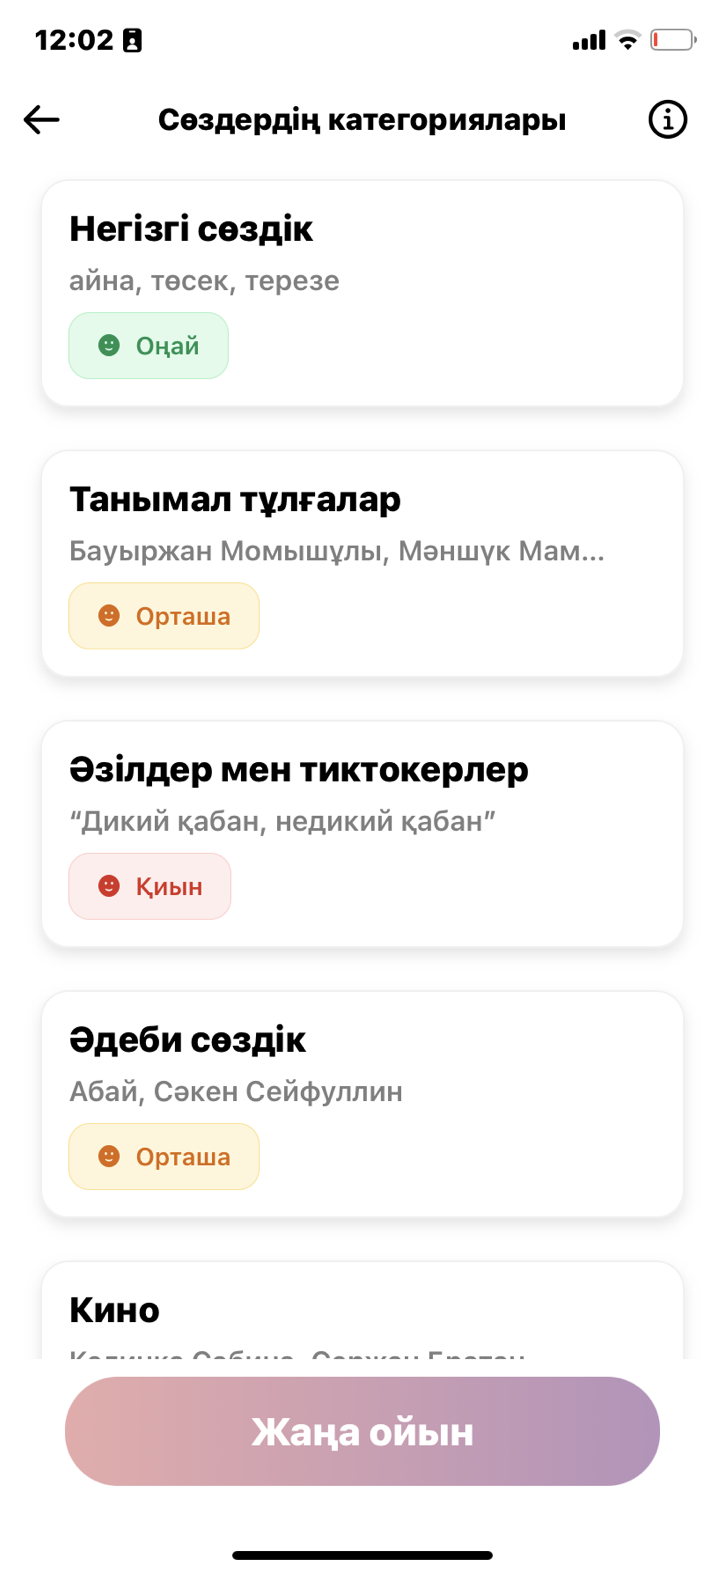 12:02
Сөздердің категориялары
Негізгі сөздік
айна, төсек, терезе
Оңай
Танымал тұлғалар
Бауыржан Момышұлы, Мәншүк Мам...
Орташа
Әзілдер мен тиктокерлер
“Дикий қабан, недикий қабан”
Қиын
Әдеби сөздік
Абай, Сәкен Сейфуллин
Орташа
Кино
Жаңа ойын